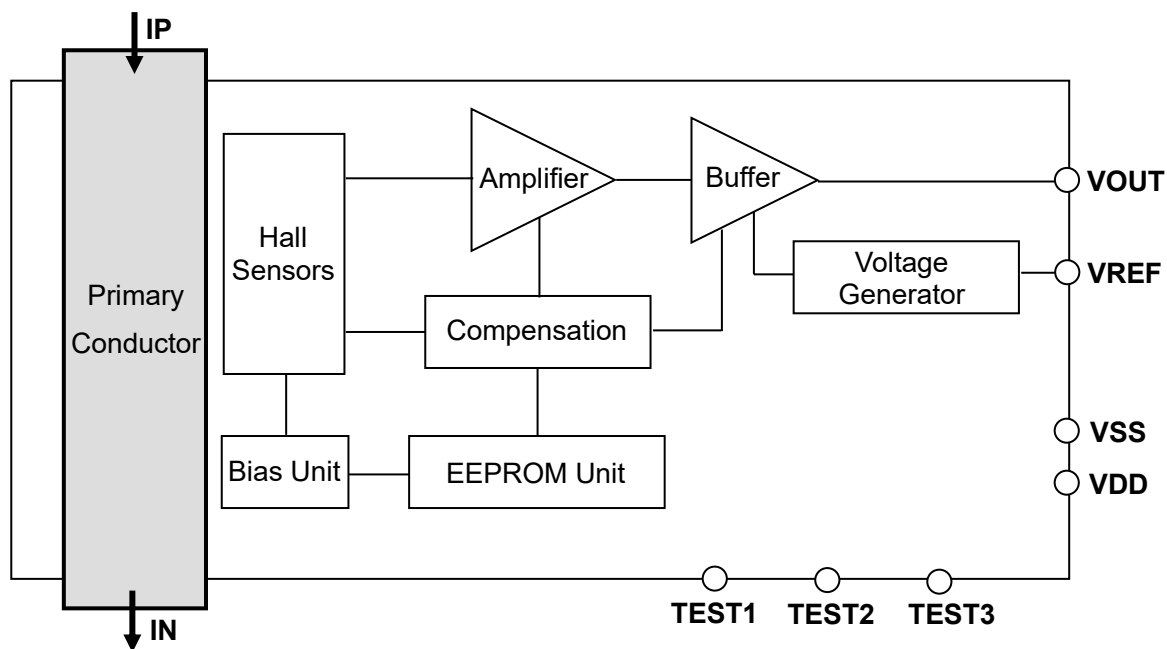 IP
Amplifier
Buffer
VOUT
Hall
Sensors
Voltage
Generator
VREF
Primary
Conductor
Compensation
VSS
Bias Unit
EEPROM Unit
VDD
TEST1
TEST2
TEST3
IN